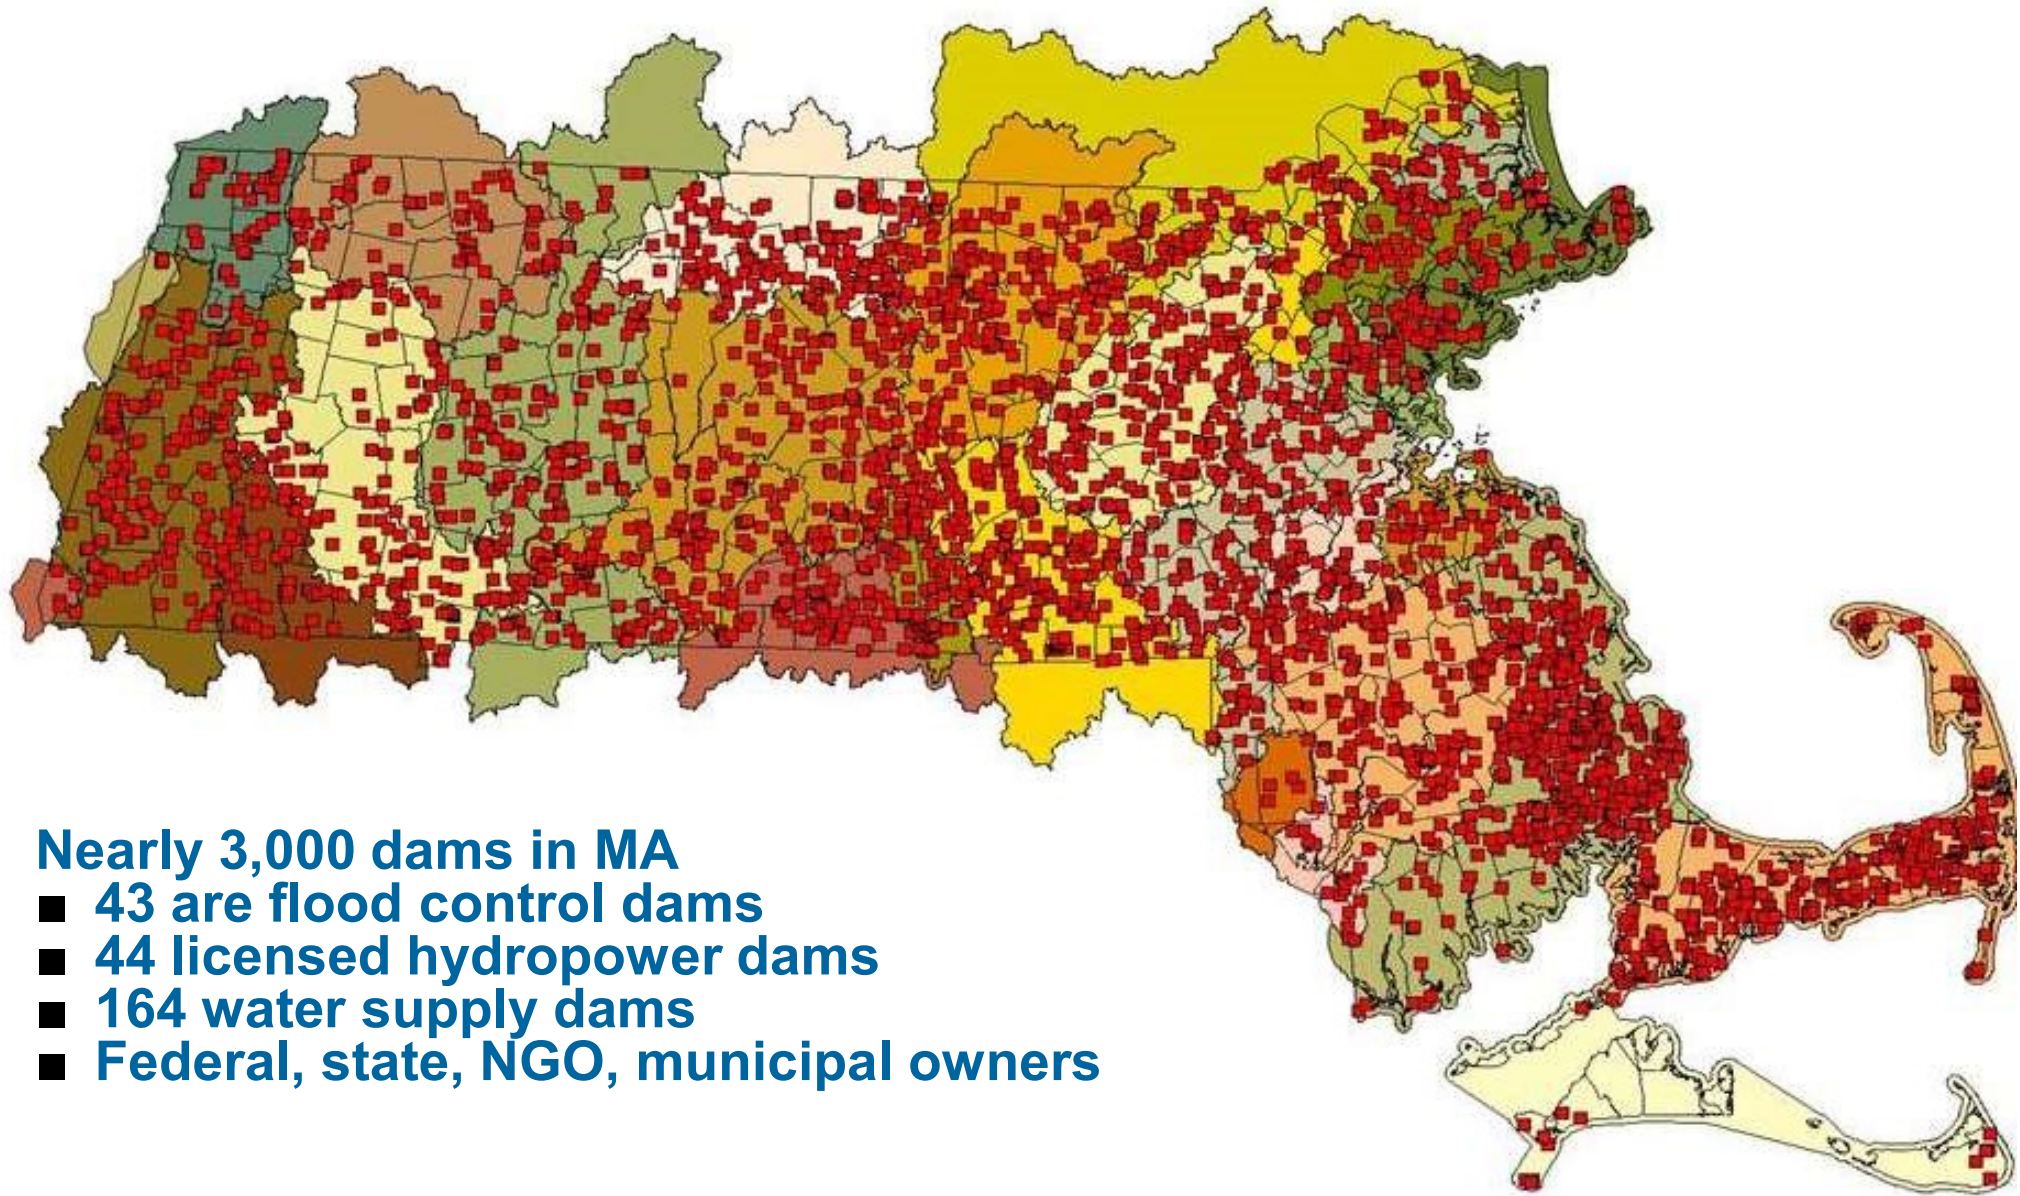 Nearly 3,000 dams in MA
■ 43 are flood control dams
■ 44 licensed hydropower dams
■ 164 water supply dams
■ Federal, state, NGO, municipal owners